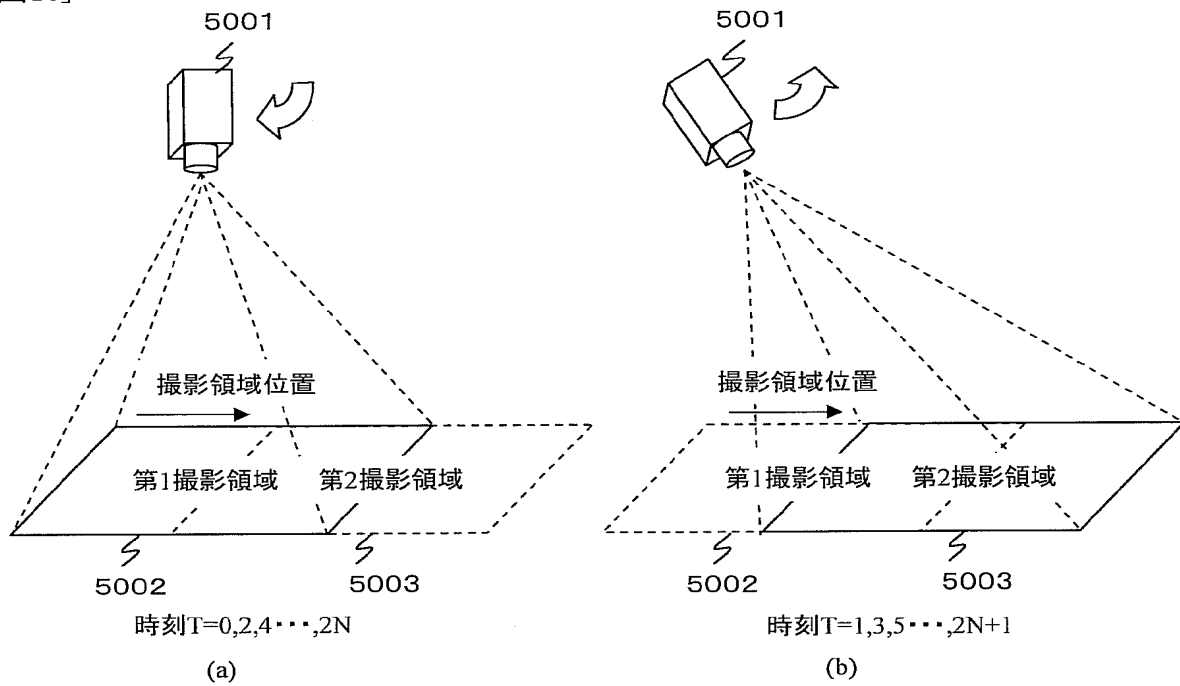 5001
撮影領域位置
第1撮影領域
第2撮影領域
5002
5003
時刻T=0,2,4･･･,2N
(a)
5001
撮影領域位置
第1撮影領域
第2撮影領域
5002
5003
時刻T=1,3,5･･･,2N+1
(b)